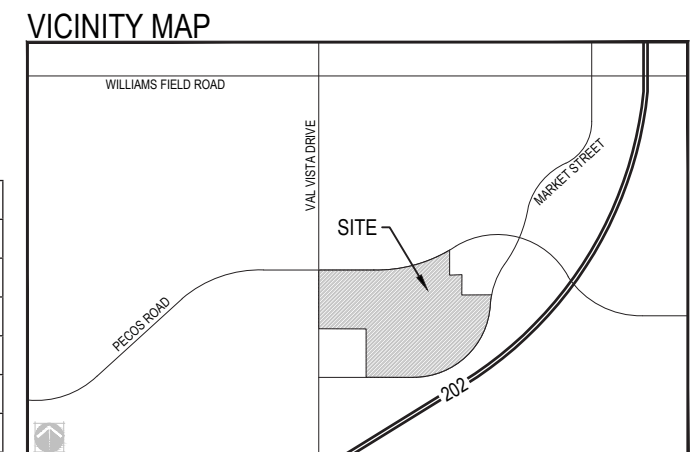 VICINITY MAP
WILLIAMS FIELD ROAD
VAL VISTA DRIVE
MARKET STREET
SITE
PECOS ROAD
202